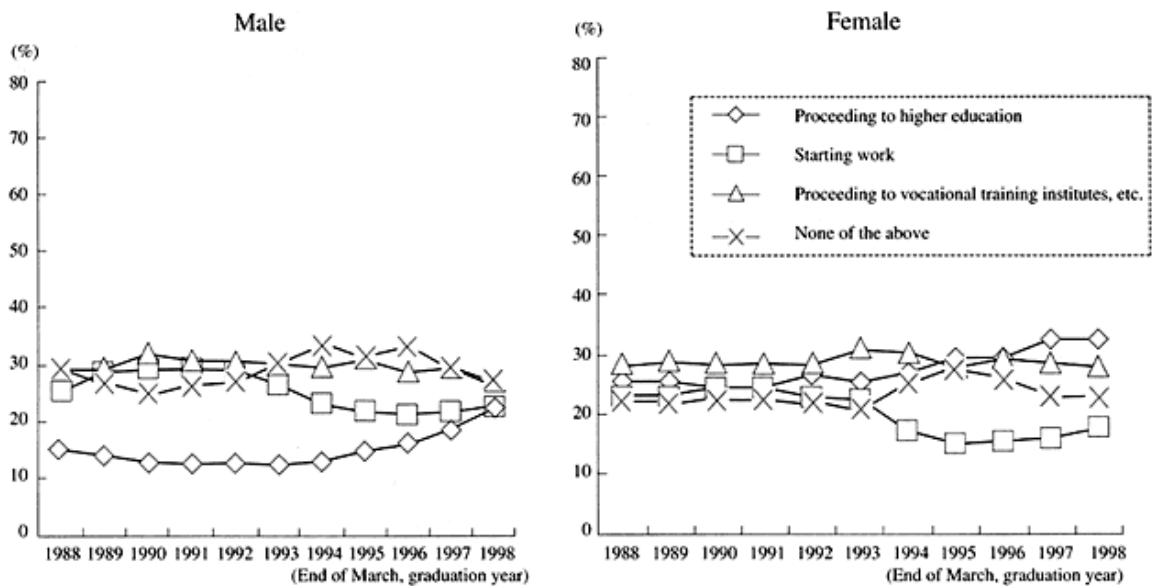 Male
(%)
80
70
60
50
40
30
20
10
0
1988 1989 1990 1991 1992 1993 1994 1995 1996 1997 1998
(End of March, graduation year)
Female
(%)
80
70
60
50
40
30
20
10
0
Proceeding to higher education
Starting work
Proceeding to vocational training institutes, etc.
None of the above
1988 1989 1990 1991 1992 1993 1994 1995 1996 1997 1998
(End of March, graduation year)